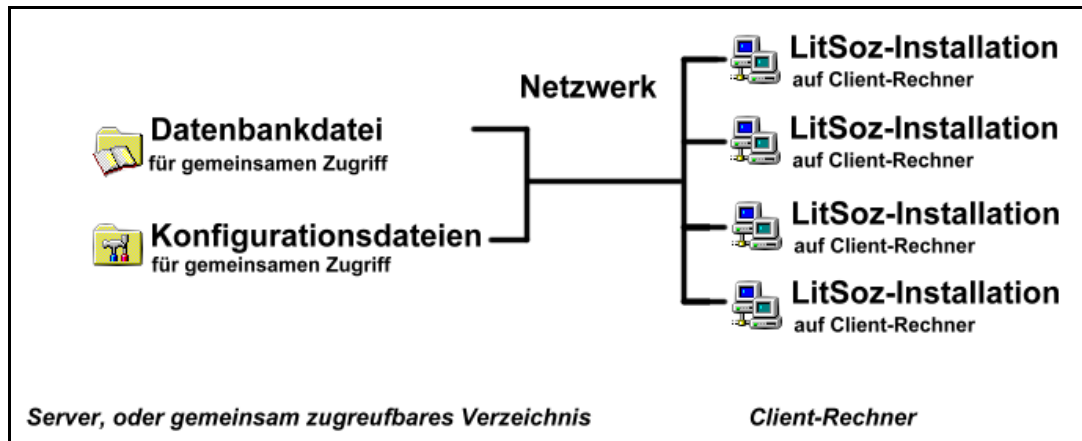 LitSoz-Installation
auf Client-Rechner
Netzwerk
Datenbankdatei
für gemeinsamen Zugriff
LitSoz-Installation
auf Client-Rechner
Konfigurationsdateien
für gemeinsamen Zugriff
LitSoz-Installation
auf Client-Rechner
LitSoz-Installation
auf Client-Rechner
Server, oder gemeinsam zugreufbares Verzeichnis
Client-Rechner